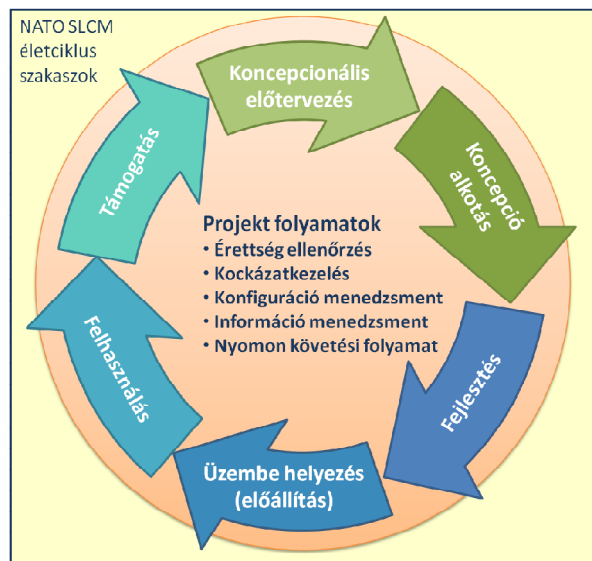 NATO SLCM
életciklus
szakaszok
Koncepcionális
előtervezés
Koncepció
alkotás
Fejlesztés
Üzembe helyezés
(előállítás)
Felhasználás
Támogatás
Projekt folyamatok
• Érettség ellenőrzés
• Kockázatkezelés
• Konfiguráció menedzsment
• Információ menedzsment
• Nyomon követési folyamat